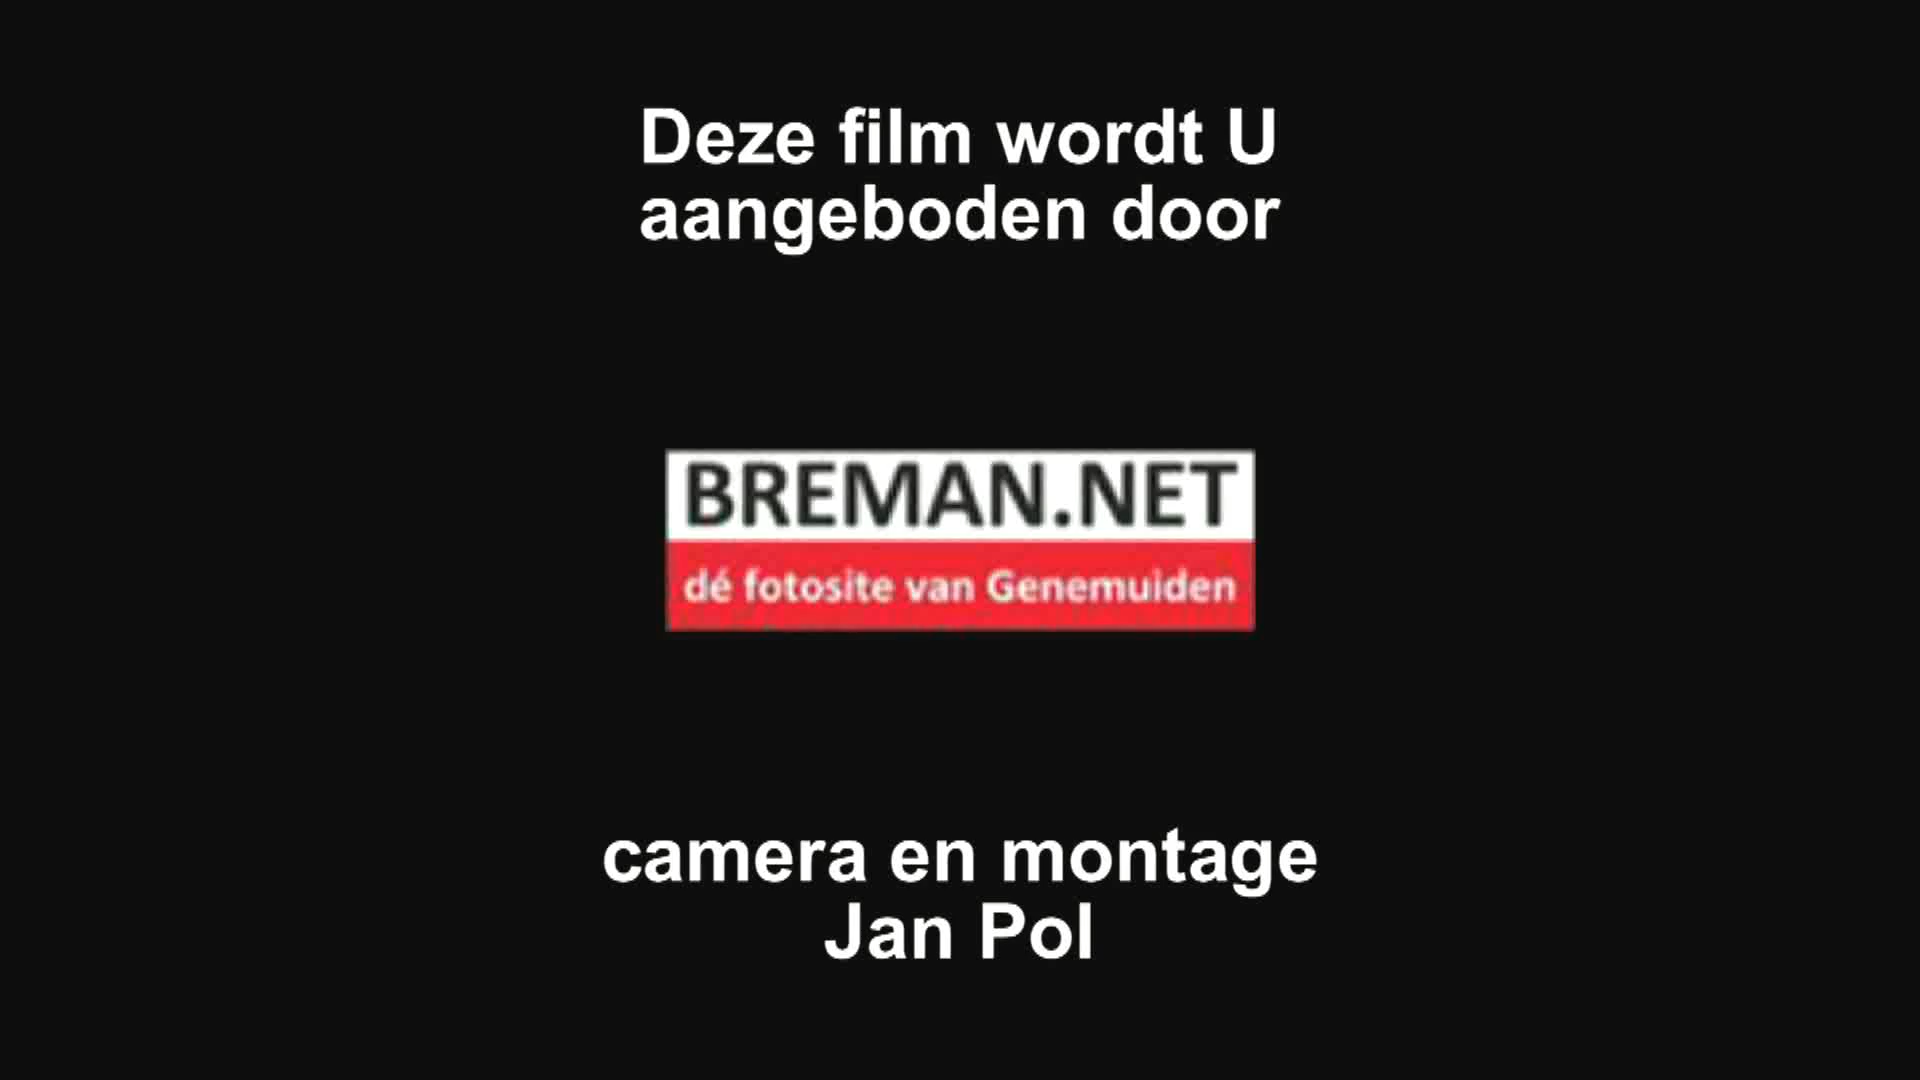 Deze film wordt U
aangeboden door
BREMAN.NET
dé fotosite van Genemuiden
camera en montage
Jan Pol